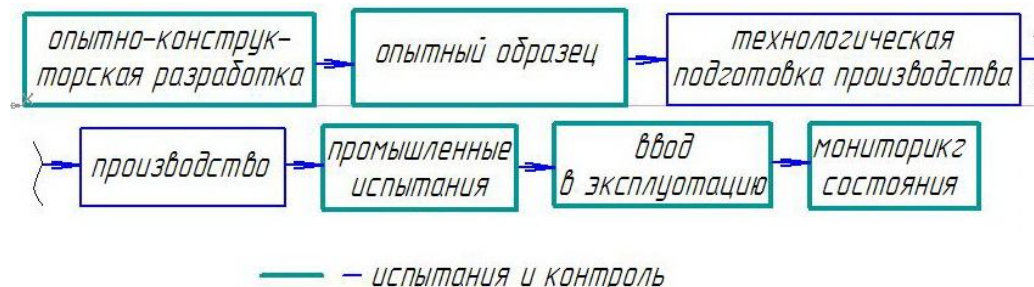 опытно-конструк-
торская разработка
опытный образец
технологическая
подготовка производства
производство
промышленные
испытания
ввод
в эксплуотацию
мониторикг
состояния
– испытания и контроль